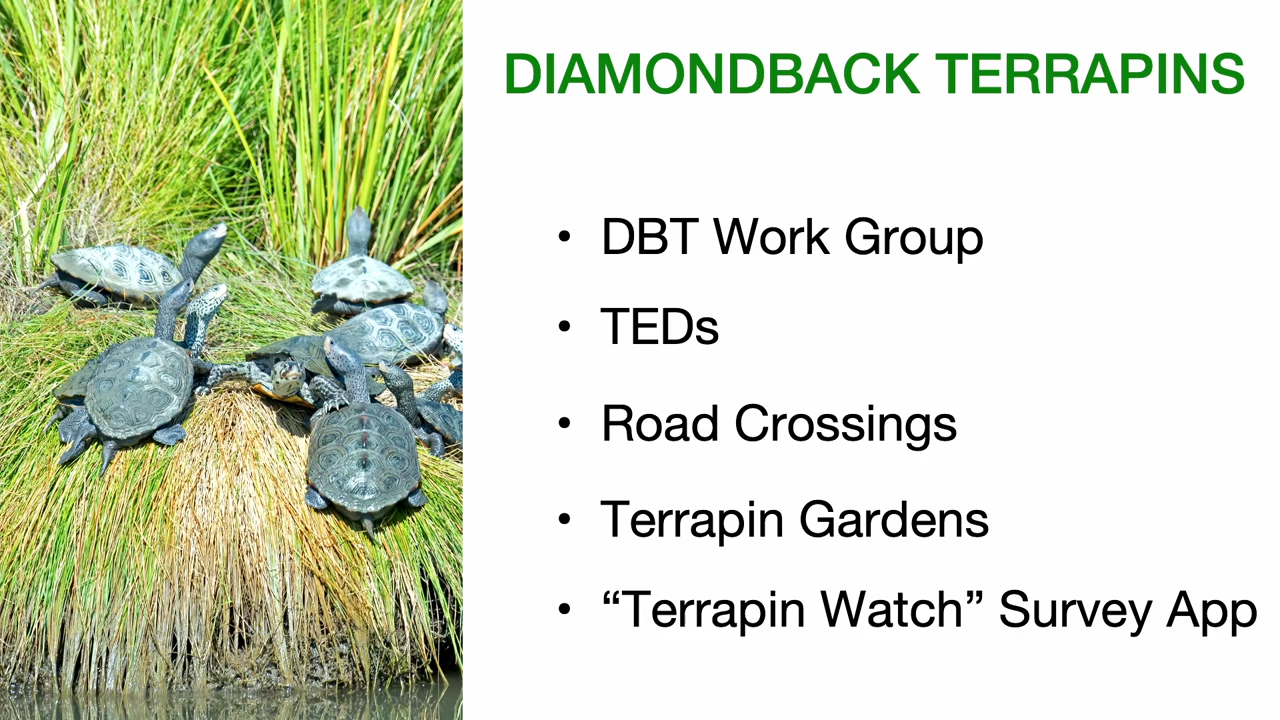 DIAMONDBACK TERRAPINS
• DBT Work Group
• TEDs
• Road Crossings
• Terrapin Gardens
• “Terrapin Watch” Survey App